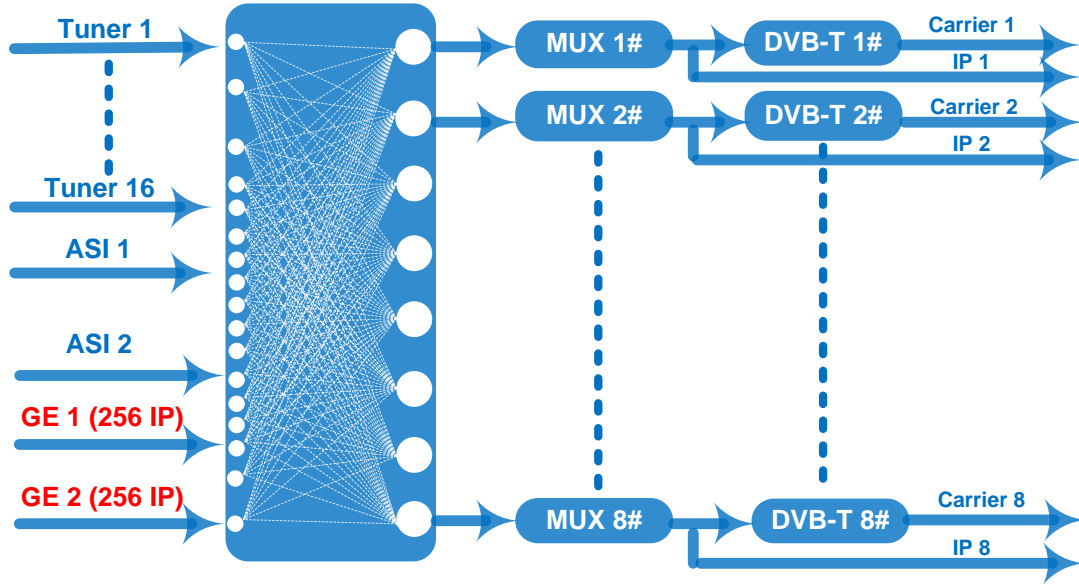 Tuner 1
Tuner 16
ASI 1
ASI 2
GE 1 (256 IP)
GE 2 (256 IP)
MUX 1#
DVB-T 1#
Carrier 1
IP 1
MUX 2#
DVB-T 2#
Carrier 2
IP 2
MUX 8#
DVB-T 8#
Carrier 8
IP 8